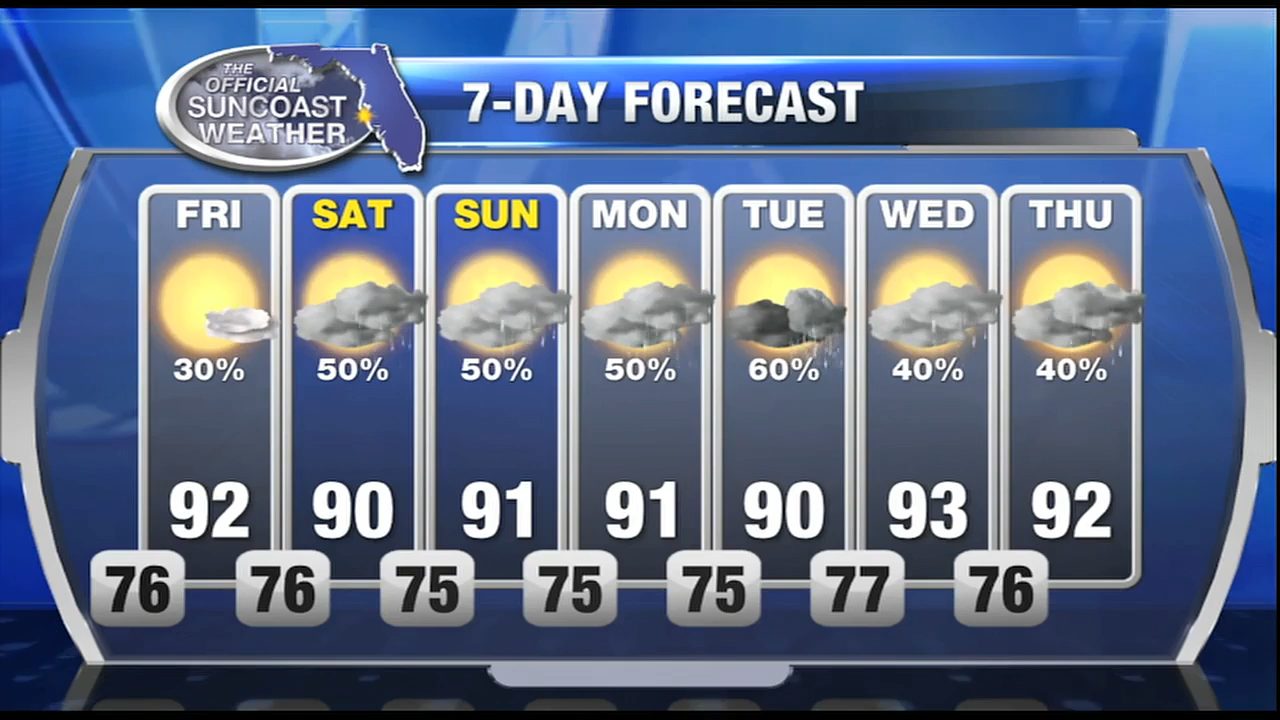 THE
OFFICIAL
SUNCOAST
WEATHER
7-DAY FORECAST
FRI SAT SUN MON TUE WED THU
30% 50% 50% 50% 60% 40% 40%
92 90 91 91 90 93 92
76 76 75 75 75 77 76